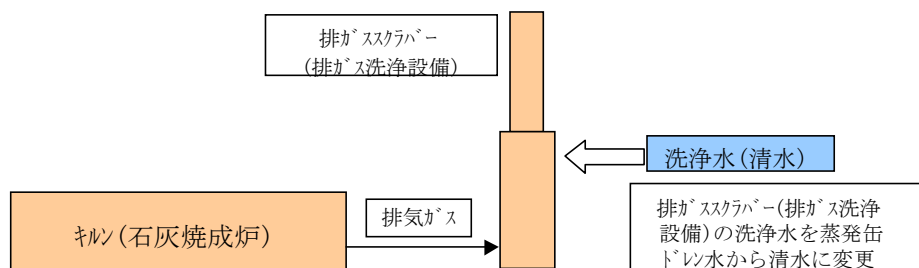 排ガススクラバー
(排ガス洗浄設備)
洗浄水(清水)
排気ガス
キルン(石灰焼成炉)
排ガススクラバー(排ガス洗浄
設備)の洗浄水を蒸発缶
ドレン水から清水に変更